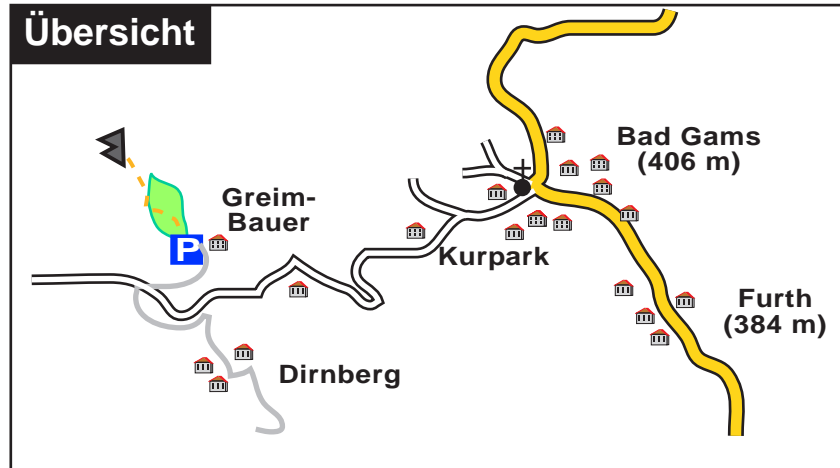 Übersicht
Bad Gams
(406 m)
Greim-
Bauer
P
Kurpark
Furth
(384 m)
Dirnberg